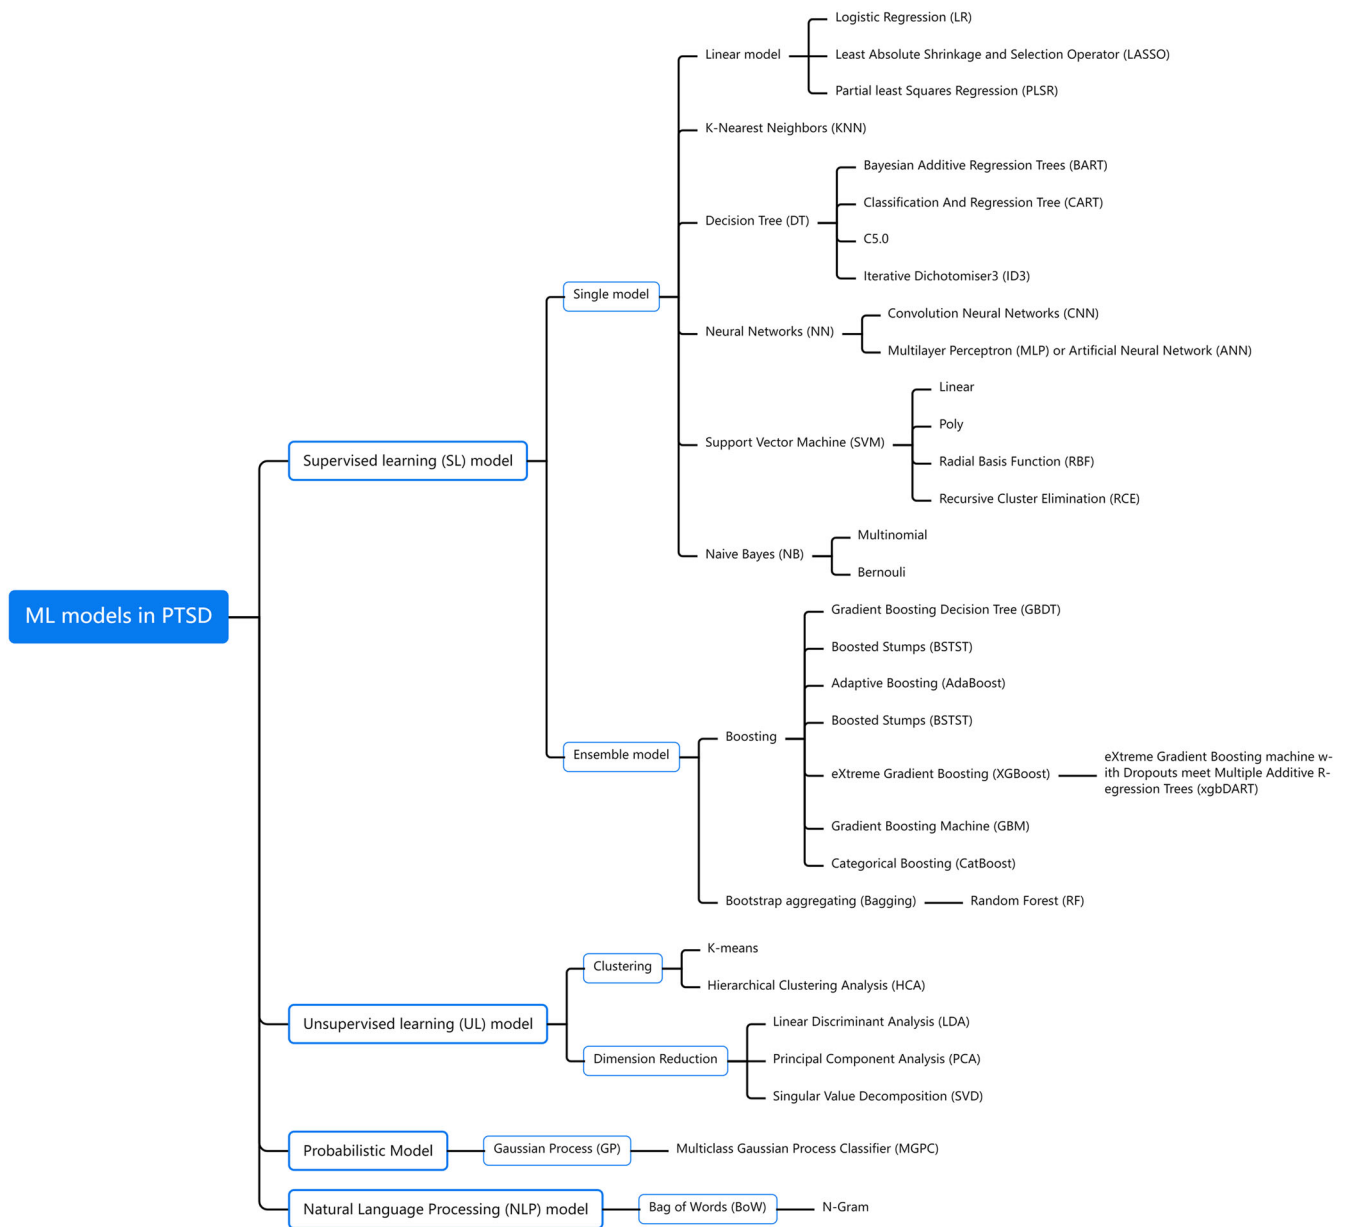 Logistic Regression (LR)
Linear model
Least Absolute Shrinkage and Selection Operator (LASSO)
Partial least Squares Regression (PLSR)
K-Nearest Neighbors (KNN)
Bayesian Additive Regression Trees (BART)
Classification And Regression Tree (CART)
Decision Tree (DT)
C5.0
Iterative Dichotomiser3 (ID3)
Single model
Convolution Neural Networks (CNN)
Neural Networks (NN)
Multilayer Perceptron (MLP) or Artificial Neural Network (ANN)
Linear
Poly
Support Vector Machine (SVM)
Radial Basis Function (RBF)
Supervised learning (SL) model
Recursive Cluster Elimination (RCE)
Multinomial
Naive Bayes (NB)
Bernouli
ML models in PTSD
Gradient Boosting Decision Tree (GBDT)
Boosted Stumps (BSTST)
Adaptive Boosting (AdaBoost)
Boosted Stumps (BSTST)
Boosting
Ensemble model
eXtreme Gradient Boosting (XGBoost)
eXtreme Gradient Boosting machine w-
ith Dropouts meet Multiple Additive R-
egression Trees (xgbDART)
Gradient Boosting Machine (GBM)
Categorical Boosting (CatBoost)
Bootstrap aggregating (Bagging)
Random Forest (RF)
K-means
Clustering
Hierarchical Clustering Analysis (HCA)
Unsupervised learning (UL) model
Linear Discriminant Analysis (LDA)
Dimension Reduction
Principal Component Analysis (PCA)
Singular Value Decomposition (SVD)
Probabilistic Model
Gaussian Process (GP)
Multiclass Gaussian Process Classifier (MGPC)
Natural Language Processing (NLP) model
Bag of Words (BoW)
N-Gram